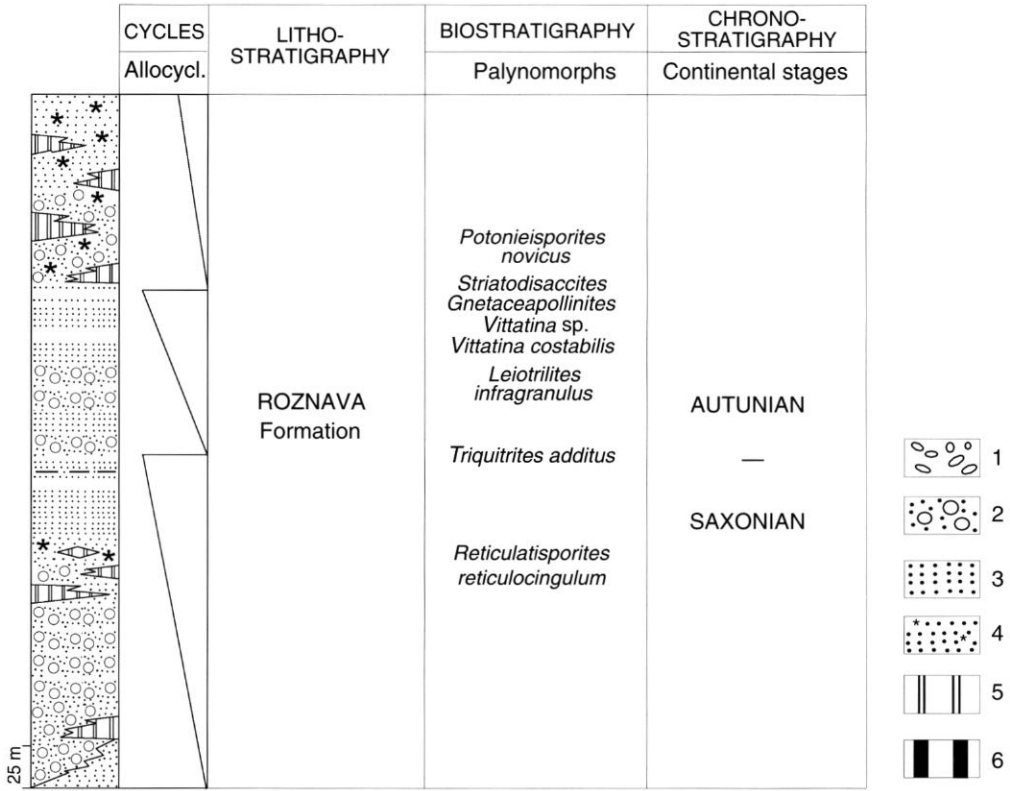 CYCLES
Allocycl.
LITHO-
STRATIGRAPHY
BIOSTRATIGRAPHY
Palynomorphs
CHRONO-
STRATIGRAPHY
Continental stages
Potonieisporites
novicus
Striatodisaccites
Gnetaceapollinites
Vittatina sp.
Vittatina costabilis
Leiotrilites
infragranulus
ROZNAVA
Formation
AUTUNIAN
Triquitrites additus
—
SAXONIAN
Reticulatisporites
reticulocingulum
25 m
1
2
3
4
5
6